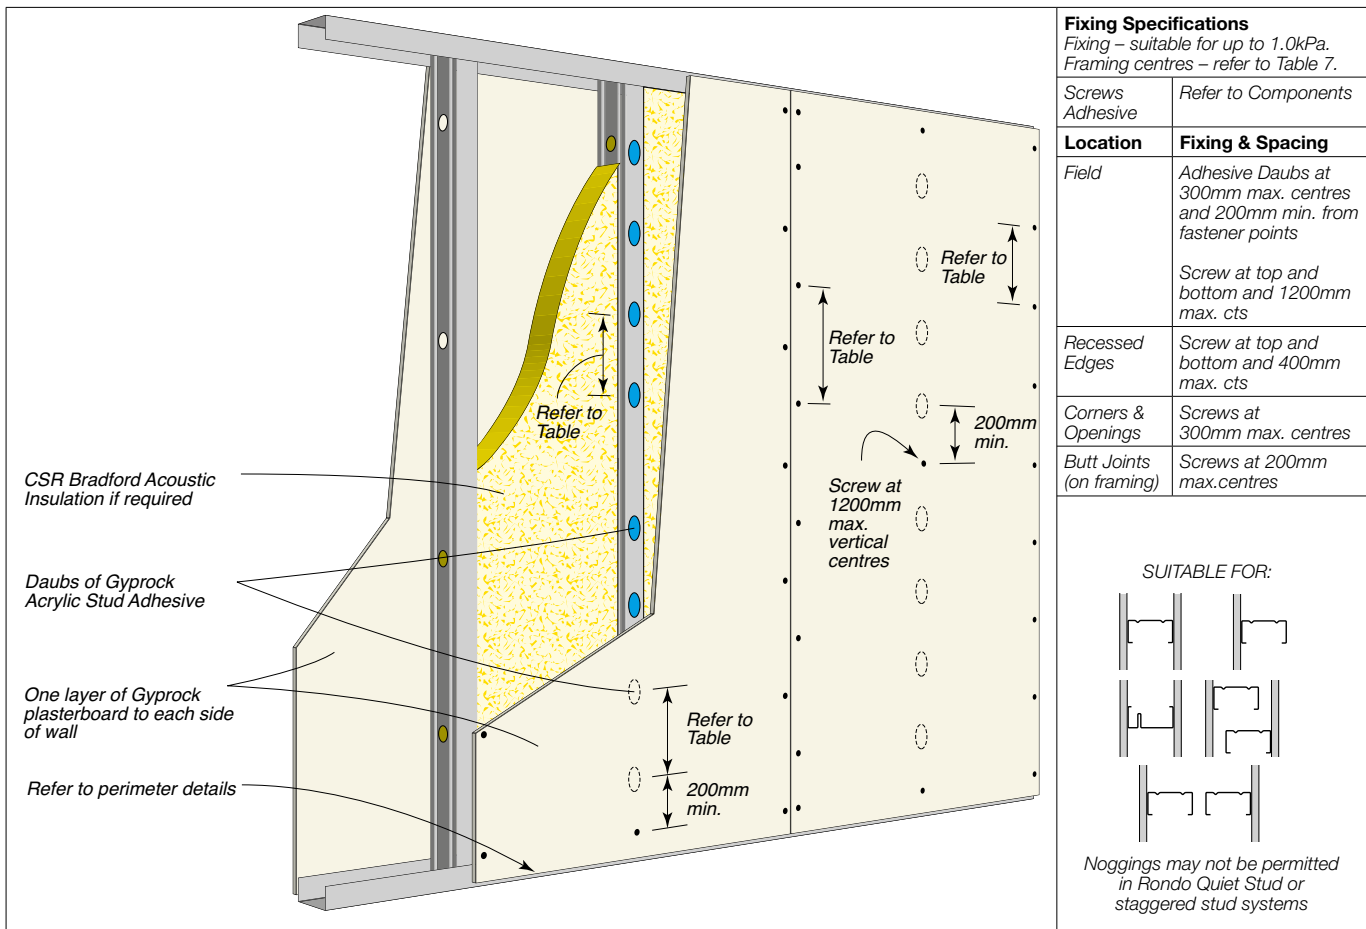 CSR Bradford Acoustic
Insulation if required
Daubs of Gyprock
Acrylic Stud Adhesive
One layer of Gyprock
plasterboard to each side
of wall
Refer to perimeter details
Refer to
Table
Refer to
Table
200mm
min.
Refer to
Table
Refer to
Table
200mm
min.
Screw at
1200mm
max.
vertical
centres
Fixing Specifications
Fixing – suitable for up to 1.0kPa.
Framing centres – refer to Table 7.
Screws
Adhesive
Refer to Components
Location
Fixing & Spacing
Field
Adhesive Daubs at
300mm max. centres
and 200mm min. from
fastener points
Screw at top and
bottom and 1200mm
max. cts
Recessed
Edges
Screw at top and
bottom and 400mm
max. cts
Corners &
Openings
Screws at
300mm max. centres
Butt Joints
(on framing)
Screws at 200mm
max.centres
SUITABLE FOR:
Noggings may not be permitted
in Rondo Quiet Stud or
staggered stud systems